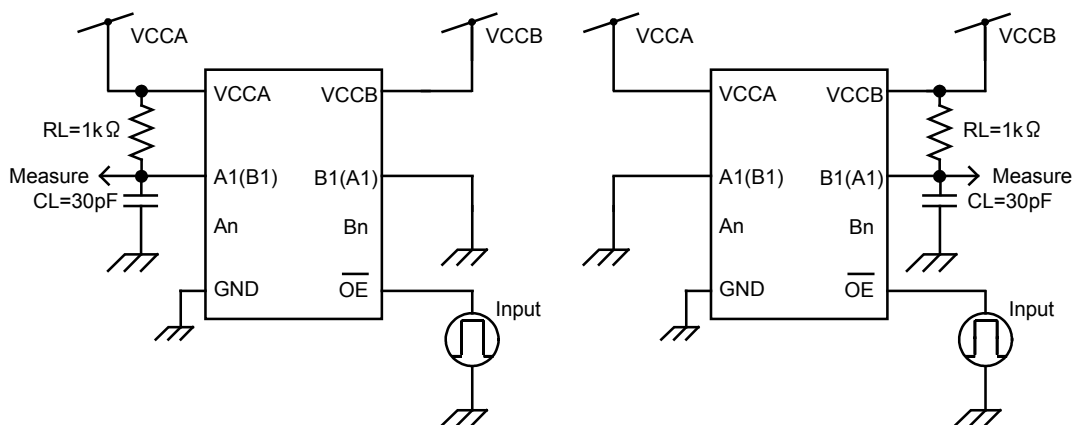 VCCA
VCCB
VCCA
VCCB
RL=1kΩ
Measure
CL=30pF
A1(B1)
B1(A1)
An
Bn
GND
OE
Input
VCCA
VCCB
VCCA
VCCB
RL=1kΩ
A1(B1)
B1(A1)
Measure
CL=30pF
An
Bn
GND
OE
Input